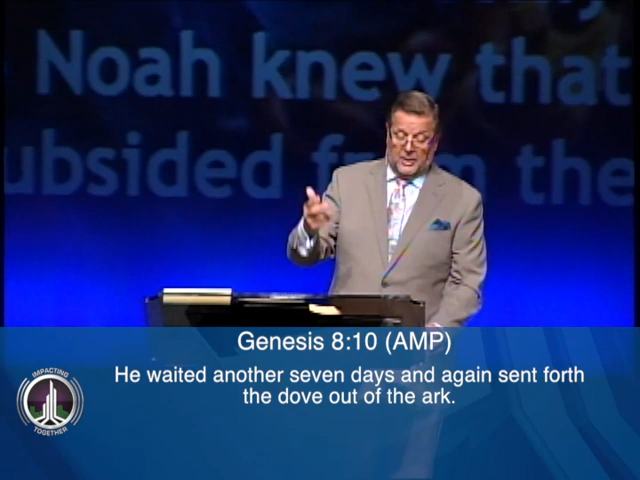 Noah knew that
ubsided from the
Genesis 8:10 (AMP)
He waited another seven days and again sent forth
the dove out of the ark.
IMPACTING
TOGETHER